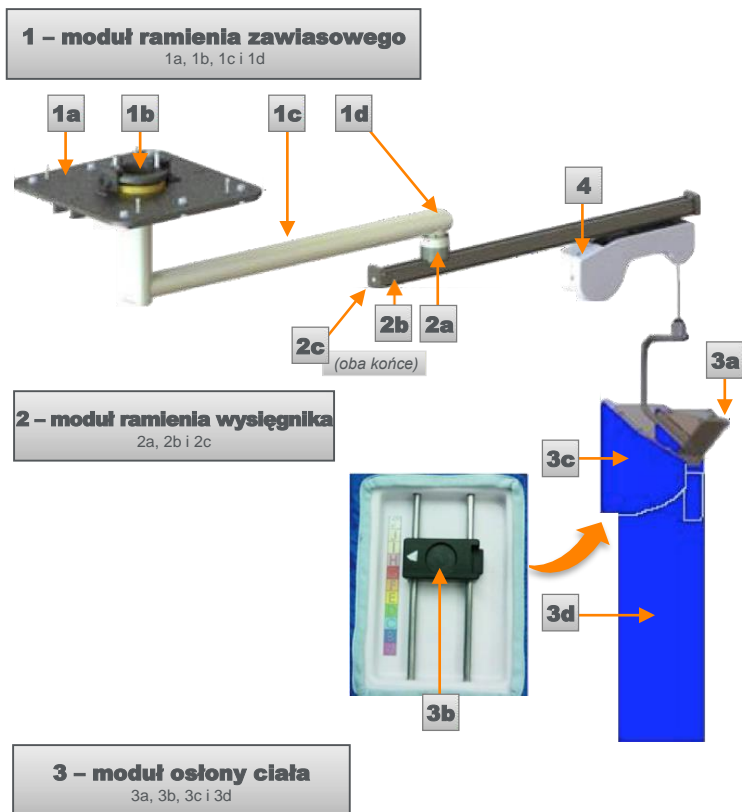 1 – moduł ramienia zawiasowego
1a, 1b, 1c i 1d
1a
1b
1c
1d
4
2c
2b
2a
(oba końce)
3a
2 – moduł ramienia wysięgnika
2a, 2b i 2c
3c
3d
3b
3 – moduł osłony ciała
3a, 3b, 3c i 3d